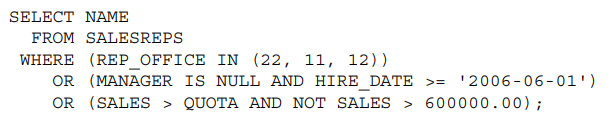 SELECT NAME
FROM SALESREPS
WHERE (REP_OFFICE IN (22, 11, 12))
OR (MANAGER IS NULL AND HIRE_DATE >= '2006-06-01')
OR (SALES > QUOTA AND NOT SALES > 600000.00);